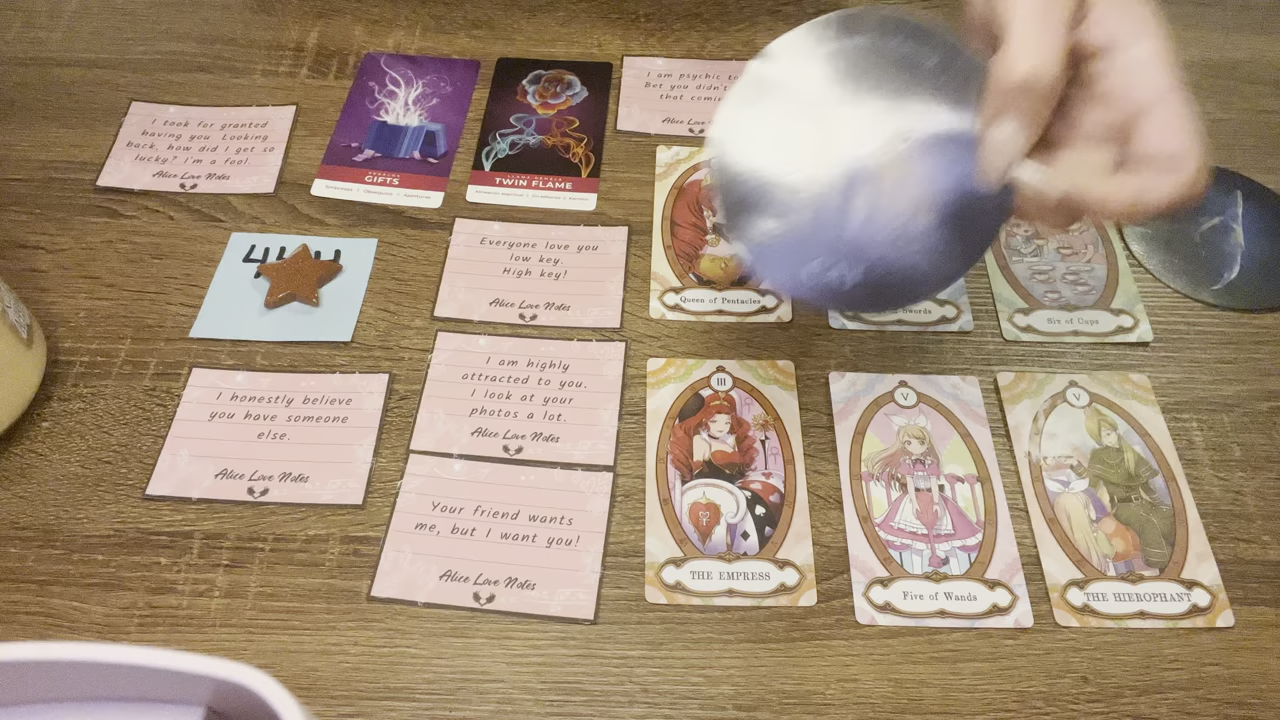 I took for granted
having you. Looking
back, how did I get so
lucky? I'm a fool.
Alice Love Notes
GIFTS
TWIN FLAME
I am psychic
Bet you didn't
that
Alice Lo
444
Everyone love you
low key.
High key!
Alice Love Notes
Queen of Pentacles
Swords
Six of Cups
I honestly believe
you have someone
else.
Alice Love Notes
I am highly
attracted to you.
I look at your
photos a lot.
Alice Love Notes
Your friend wants
me, but I want you!
Alice Love Notes
III
THE EMPRESS
V
Five of Wands
V
THE HIEROPHANT